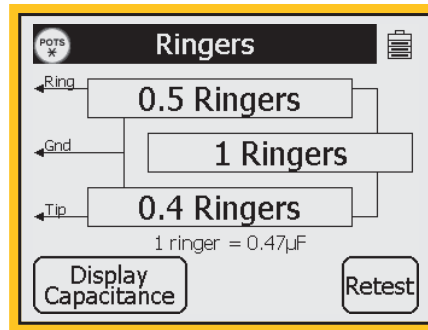 POTS
*
Ringers
Ring
0.5 Ringers
Gnd
1 Ringers
Tip
0.4 Ringers
1 ringer = 0.47µF
Display
Capacitance
Retest